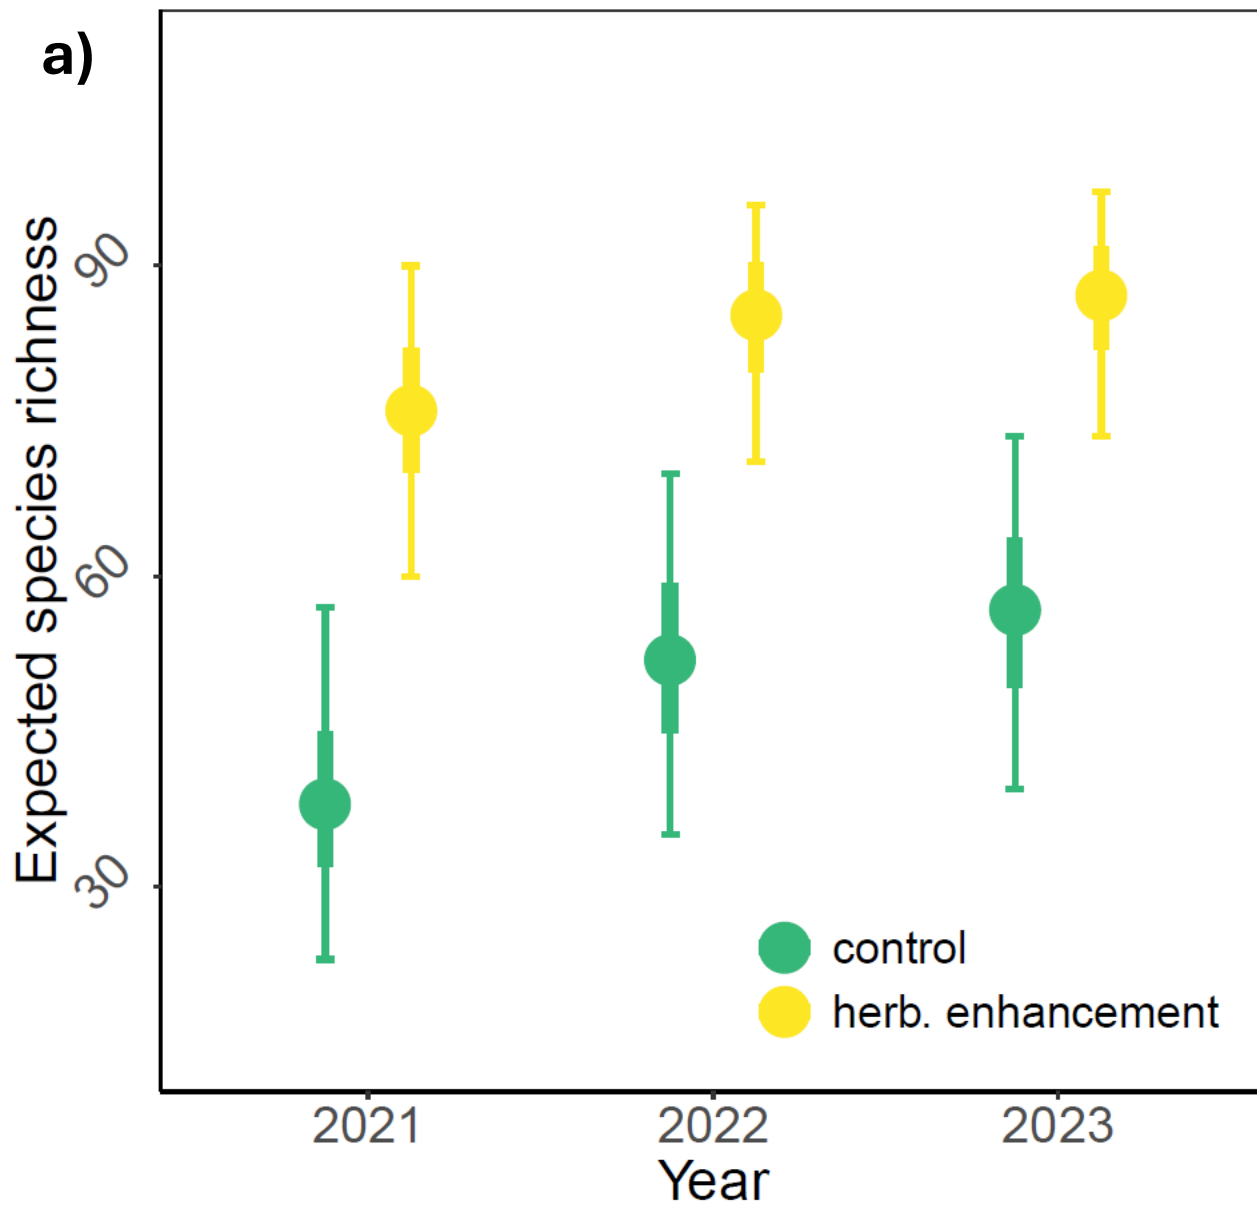 a)
Expected species richness
90
60
30
control
herb. enhancement
2021 2022 2023
Year